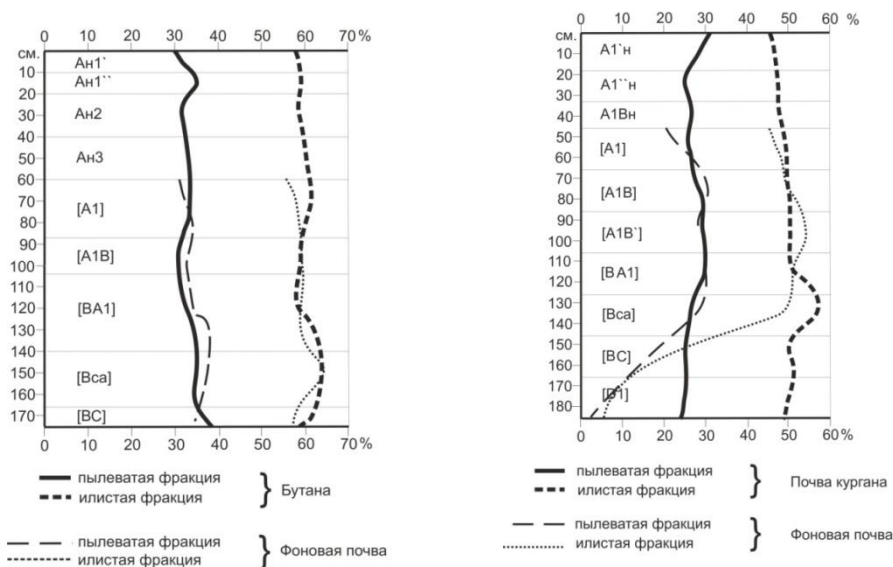 0 10 20 30 40 50 60 70 %
см.
10
20
30
40
50
60
70
80
90
100
110
120
130
140
150
160
170
Ан1`
Ан1``
Ан2
Ан3
[А1]
[А1В]
[ВА1]
[Вса]
[ВС]
0 10 20 30 40 50 60 70 %
пылеватая фракция
илистая фракция
} Бутана
пылеватая фракция
илистая фракция
} Фоновая почва
0 10 20 30 40 50 60 %
см.
10
20
30
40
50
60
70
80
90
100
110
120
130
140
150
160
170
180
А1`н
А1``н
А1Вн
[А1]
[А1В]
[А1В`]
[ВА1]
[Вса]
[ВС]
0 10 20 30 40 50 60 %
пылеватая фракция
илистая фракция
} Почва кургана
пылеватая фракция
илистая фракция
} Фоновая почва